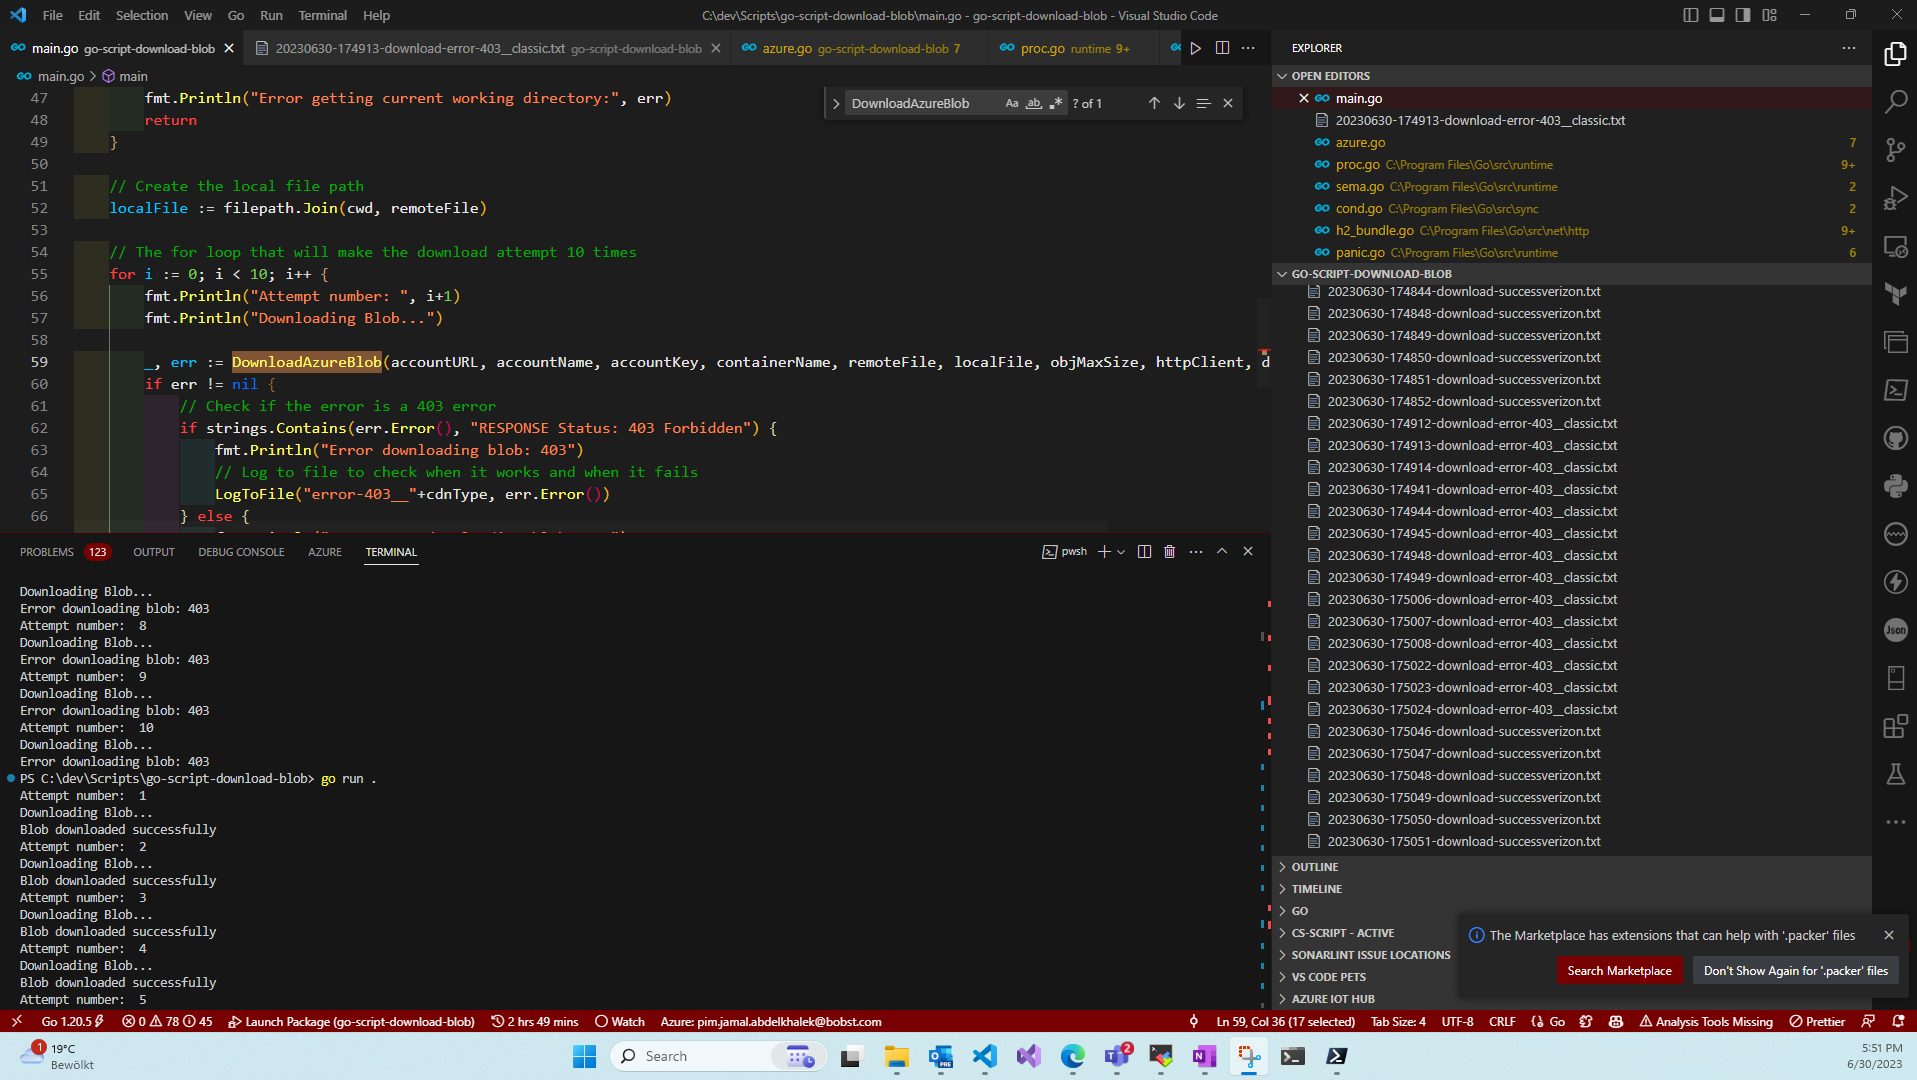 File Edit Selection View Go Run Terminal Help
C:\dev\Scripts\go-script-download-blob\main.go - go-script-download-blob - Visual Studio Code
main.go go-script-download-blob
20230630-174913-download-error-403__classic.txt go-script-download-blob
azure.go go-script-download-blob 7
proc.go runtime 9+
main.go > main
DownloadAzureBlob
Aa ab ? of 1
47 fmt.Println("Error getting current working directory:", err)
48 return
49 }
50
51 // Create the local file path
52 localFile := filepath.Join(cwd, remoteFile)
53
54 // The for loop that will make the download attempt 10 times
55 for i := 0; i < 10; i++ {
56 fmt.Println("Attempt number: ", i+1)
57 fmt.Println("Downloading Blob...")
58
59 _, err := DownloadAzureBlob(accountURL, accountName, accountKey, containerName, remoteFile, localFile, objMaxSize, httpClient, d
60 if err != nil {
61 // Check if the error is a 403 error
62 if strings.Contains(err.Error(), "RESPONSE Status: 403 Forbidden") {
63 fmt.Println("Error downloading blob: 403")
64 // Log to file to check when it works and when it fails
65 LogToFile("error-403__"+cdnType, err.Error())
66 } else {
PROBLEMS 123 OUTPUT DEBUG CONSOLE AZURE TERMINAL
pwsh
Downloading Blob...
Error downloading blob: 403
Attempt number:  8
Downloading Blob...
Error downloading blob: 403
Attempt number:  9
Downloading Blob...
Error downloading blob: 403
Attempt number:  10
Downloading Blob...
Error downloading blob: 403
PS C:\dev\Scripts\go-script-download-blob> go run .
Attempt number:  1
Downloading Blob...
Blob downloaded successfully
Attempt number:  2
Downloading Blob...
Blob downloaded successfully
Attempt number:  3
Downloading Blob...
Blob downloaded successfully
Attempt number:  4
Downloading Blob...
Blob downloaded successfully
Attempt number:  5
EXPLORER
OPEN EDITORS
main.go
20230630-174913-download-error-403__classic.txt
azure.go 7
proc.go C:\Program Files\Go\src\runtime 9+
sema.go C:\Program Files\Go\src\runtime 2
cond.go C:\Program Files\Go\src\sync 2
h2_bundle.go C:\Program Files\Go\src\net\http 9+
panic.go C:\Program Files\Go\src\runtime 6
GO-SCRIPT-DOWNLOAD-BLOB
20230630-174844-download-successverizon.txt
20230630-174848-download-successverizon.txt
20230630-174849-download-successverizon.txt
20230630-174850-download-successverizon.txt
20230630-174851-download-successverizon.txt
20230630-174852-download-successverizon.txt
20230630-174912-download-error-403__classic.txt
20230630-174913-download-error-403__classic.txt
20230630-174914-download-error-403__classic.txt
20230630-174941-download-error-403__classic.txt
20230630-174944-download-error-403__classic.txt
20230630-174945-download-error-403__classic.txt
20230630-174948-download-error-403__classic.txt
20230630-174949-download-error-403__classic.txt
20230630-175006-download-error-403__classic.txt
20230630-175007-download-error-403__classic.txt
20230630-175008-download-error-403__classic.txt
20230630-175022-download-error-403__classic.txt
20230630-175023-download-error-403__classic.txt
20230630-175024-download-error-403__classic.txt
20230630-175046-download-successverizon.txt
20230630-175047-download-successverizon.txt
20230630-175048-download-successverizon.txt
20230630-175049-download-successverizon.txt
20230630-175050-download-successverizon.txt
20230630-175051-download-successverizon.txt
OUTLINE
TIMELINE
GO
CS-SCRIPT - ACTIVE
SONARLINT ISSUE LOCATIONS
VS CODE PETS
AZURE IOT HUB
Json
The Marketplace has extensions that can help with '.packer' files
Search Marketplace
Don't Show Again for '.packer' files
Go 1.20.5 0 78 45 Launch Package (go-script-download-blob) 2 hrs 49 mins Watch Azure: pim.jamal.abdelkhalek@bobst.com
Ln 59, Col 36 (17 selected) Tab Size: 4 UTF-8 CRLF Go Analysis Tools Missing Prettier
1
19°C
Bewölkt
Search
PRE
2
5:51 PM
6/30/2023